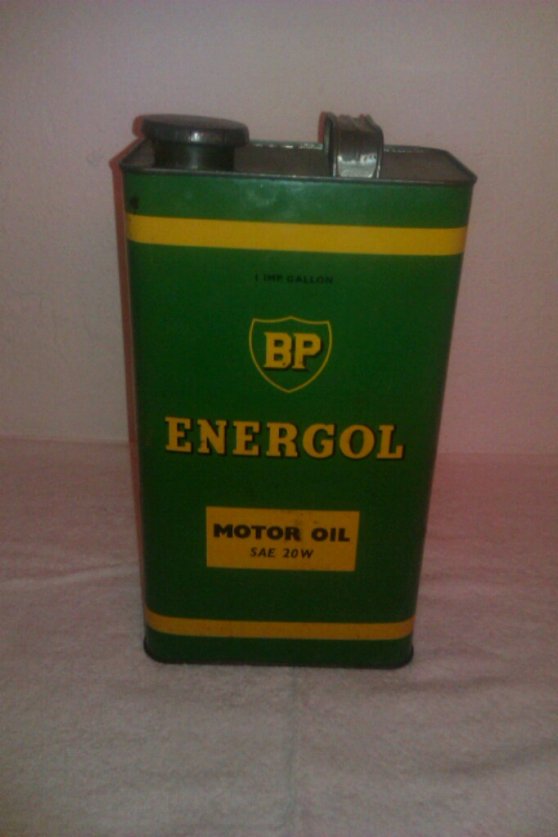 1 IMP. GALLON
BP
ENERGOL
MOTOR OIL
SAE 20W